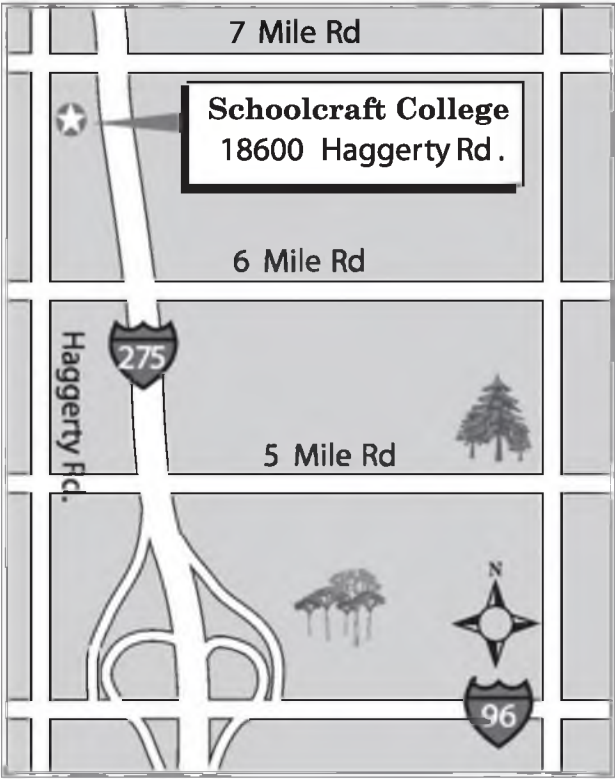 7 Mile Rd
Schoolcraft College
18600 Haggerty Rd.
6 Mile Rd
Haggerty Rd.
275
5 Mile Rd
N
96